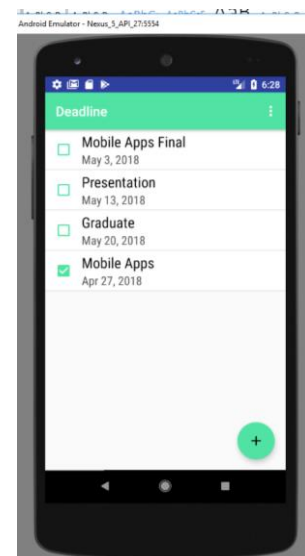 Android Emulator - Nexus_5_API_27:5554
6:28
Deadline
Mobile Apps Final
May 3, 2018
Presentation
May 13, 2018
Graduate
May 20, 2018
Mobile Apps
Apr 27, 2018
+